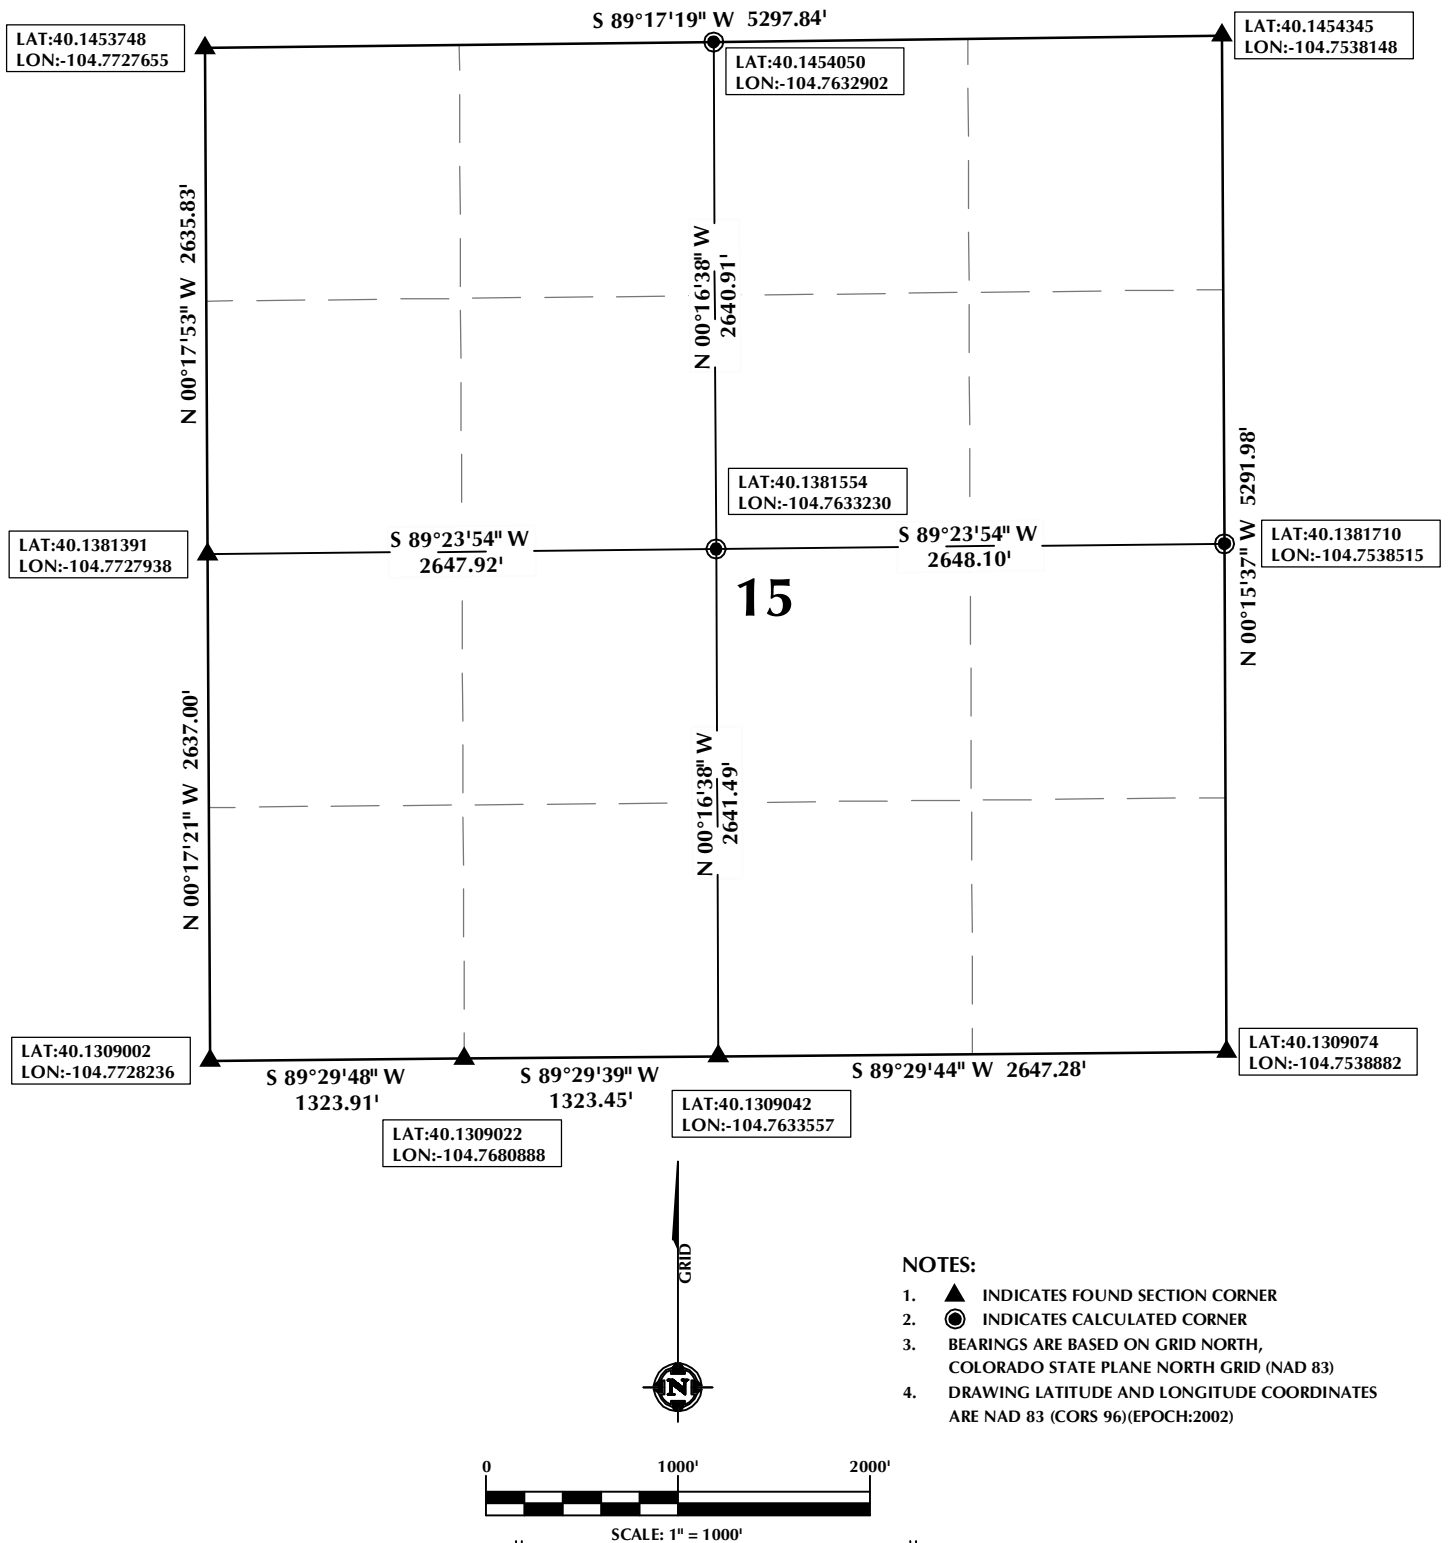 S 89°17'19" W 5297.84'
LAT:40.1453748
LON:-104.7727655
LAT:40.1454050
LON:-104.7632902
LAT:40.1454345
LON:-104.7538148
N 00°17'53" W 2635.83'
N 00°16'38" W
2640.91'
LAT:40.1381554
LON:-104.7633230
N 00°15'37" W 5291.98'
LAT:40.1381391
LON:-104.7727938
S 89°23'54" W
2647.92'
S 89°23'54" W
2648.10'
LAT:40.1381710
LON:-104.7538515
15
N 00°17'21" W 2637.00'
N 00°16'38" W
2641.49'
LAT:40.1309002
LON:-104.7728236
S 89°29'48" W
1323.91'
S 89°29'39" W
1323.45'
S 89°29'44" W 2647.28'
LAT:40.1309074
LON:-104.7538882
LAT:40.1309022
LON:-104.7680888
LAT:40.1309042
LON:-104.7633557
GRID
N
NOTES:
1. INDICATES FOUND SECTION CORNER
2. INDICATES CALCULATED CORNER
3. BEARINGS ARE BASED ON GRID NORTH,
COLORADO STATE PLANE NORTH GRID (NAD 83)
4. DRAWING LATITUDE AND LONGITUDE COORDINATES
ARE NAD 83 (CORS 96)(EPOCH:2002)
0 1000' 2000'
SCALE: 1" = 1000'